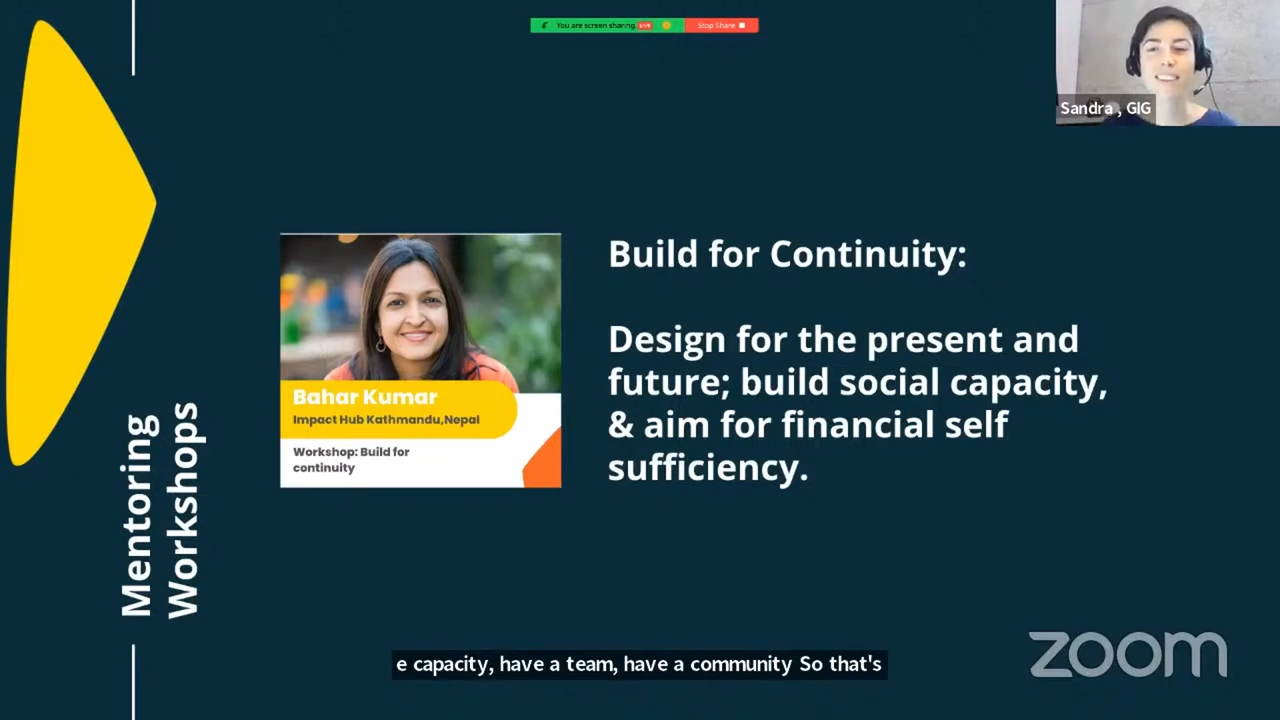 You are screen sharing LIVE
Stop Share
Sandra , GIG
Build for Continuity:
Design for the present and
future; build social capacity,
& aim for financial self
sufficiency.
Bahar Kumar
Impact Hub Kathmandu,Nepal
Workshop: Build for
continuity
Mentoring
Workshops
e capacity, have a team, have a community So that's
zoom